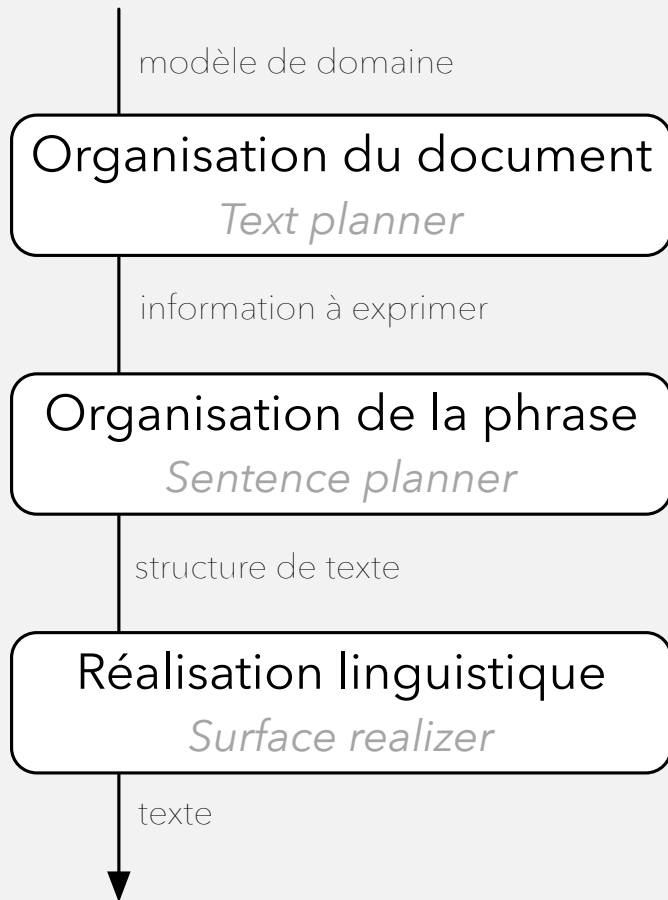 modèle de domaine
Organisation du document
Text planner
information à exprimer
Organisation de la phrase
Sentence planner
structure de texte
Réalisation linguistique
Surface realizer
texte